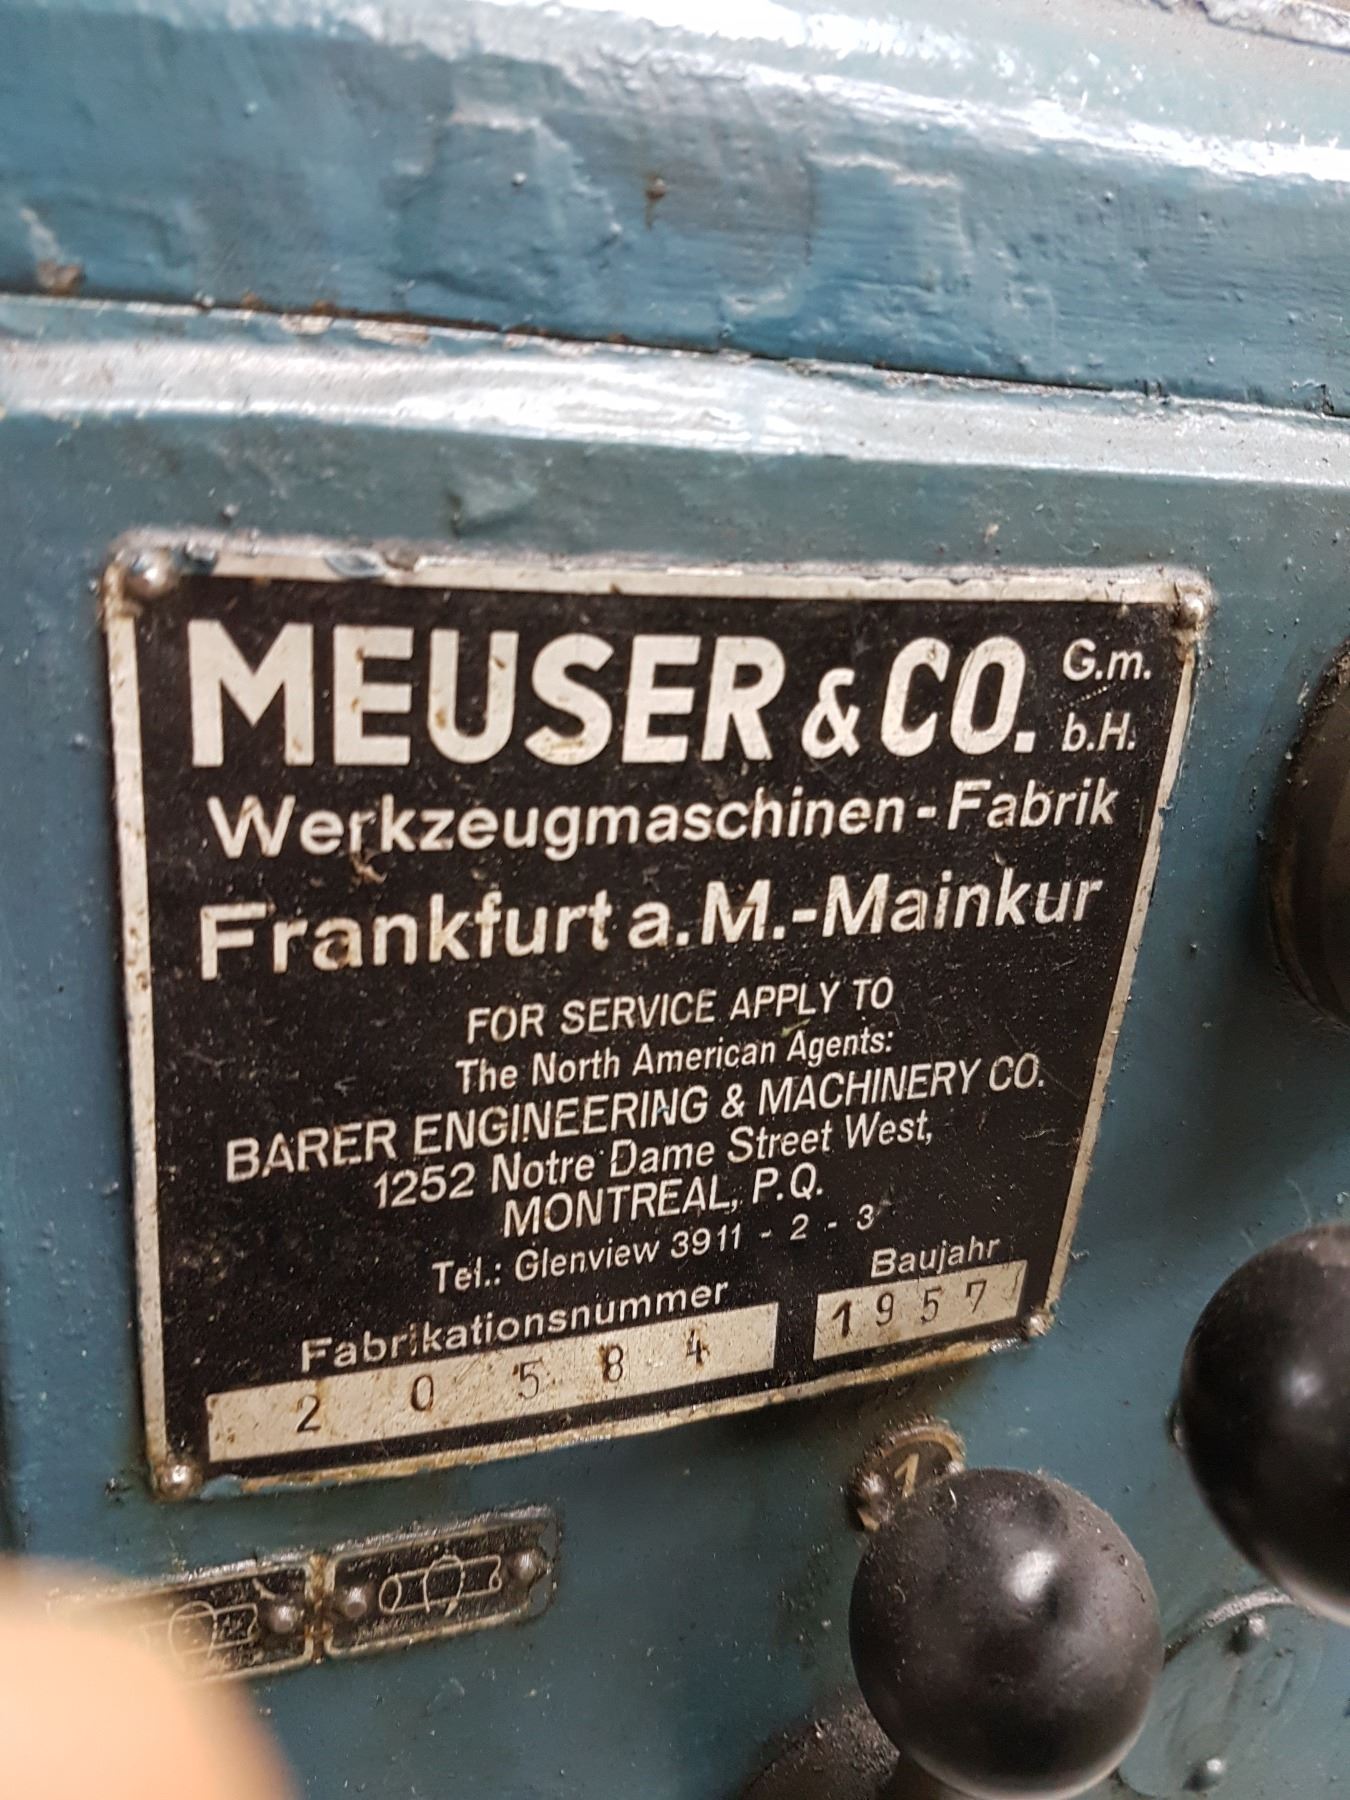 MEUSER & CO. G.m.
b.H.
Werkzeugmaschinen-Fabrik
Frankfurt a. M.-Mainkur
FOR SERVICE APPLY TO
The North American Agents:
BARER ENGINEERING & MACHINERY CO.
1252 Notre Dame Street West,
MONTREAL, P.Q.
Tel.: Glenview 3911 - 2 - 3
Fabrikationsnummer
Baujahr
2 0 5 8 4
1957
1